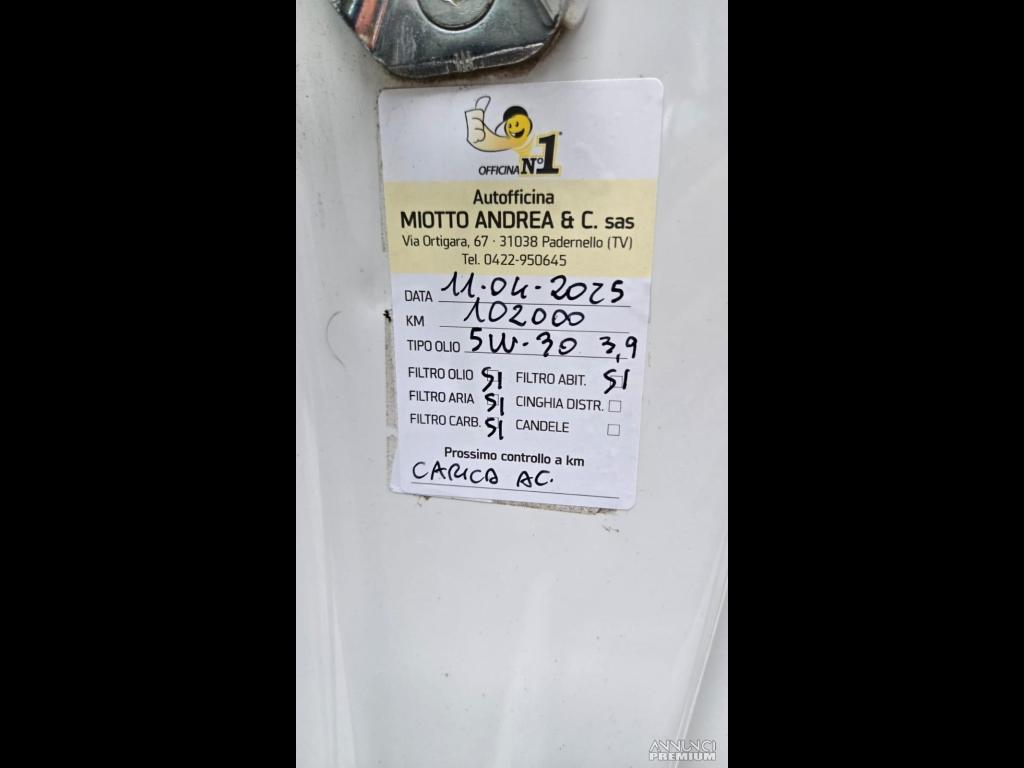 OFFICINA N°1
Autofficina
MIOTTO ANDREA & C. sas
Via Ortigara, 67 · 31038 Padernello (TV)
Tel. 0422-950645
DATA 11.04.2025
KM 102000
TIPO OLIO 5W-30 3,9
FILTRO OLIO SI FILTRO ABIT. SI
FILTRO ARIA SI CINGHIA DISTR.
FILTRO CARB. SI CANDELE
Prossimo controllo a km
CARICA AC.
ANNUNCI
PREMIUM